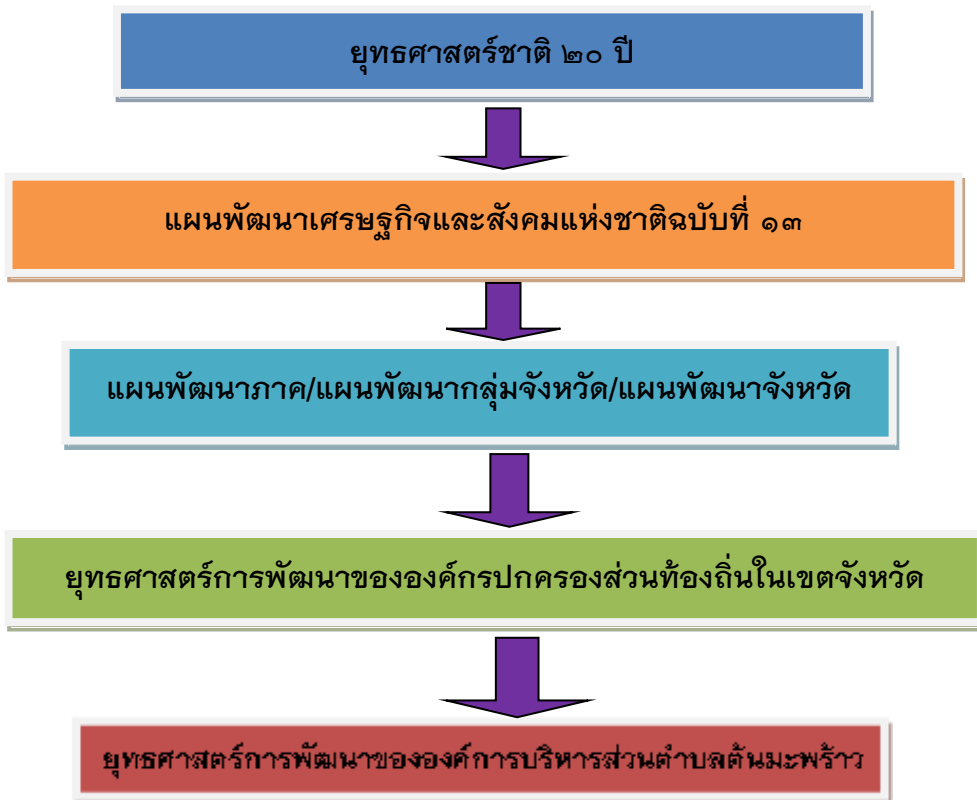 ยุทธศาสตร์ชาติ ๒๐ ปี
แผนพัฒนาเศรษฐกิจและสังคมแห่งชาติฉบับที่ ๑๓
แผนพัฒนาภาค/แผนพัฒนากลุ่มจังหวัด/แผนพัฒนาจังหวัด
ยุทธศาสตร์การพัฒนาขององค์กรปกครองส่วนท้องถิ่นในเขตจังหวัด
ยุทธศาสตร์การพัฒนาขององค์การบริหารส่วนตำบลต้นมะพร้าว